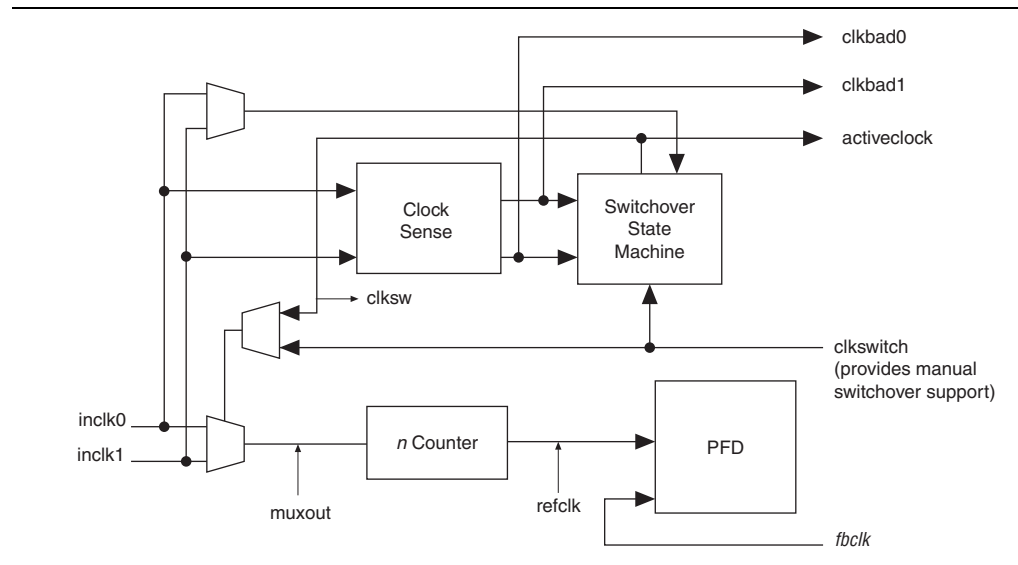 clkbad0
clkbad1
activeclock
Clock
Sense
Switchover
State
Machine
clksw
clkswitch
(provides manual
switchover support)
inclk0
inclk1
n Counter
PFD
muxout
refclk
fbclk